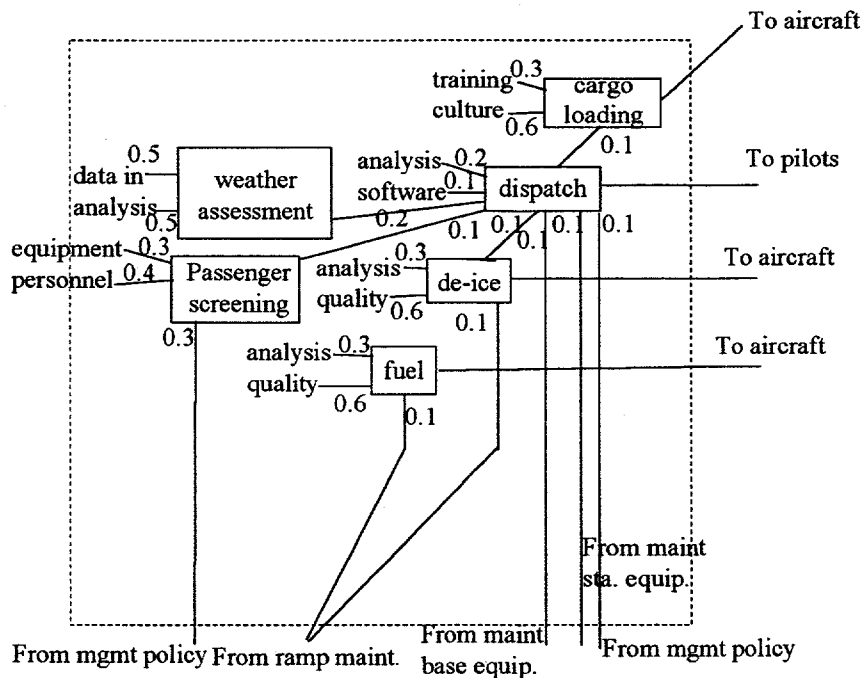 To aircraft
training 0.3
culture 0.6
cargo
loading
0.1
0.5
data in
analysis
0.5
weather
assessment
0.2
analysis 0.2
software 0.1
dispatch
To pilots
0.1 0.1 0.1 0.1 0.1
equipment 0.3
personnel 0.4
Passenger
screening
0.3
analysis 0.3
quality 0.6
de-ice
0.1
To aircraft
analysis 0.3
quality 0.6
fuel
0.1
To aircraft
From maint
sta. equip.
From mgmt policy
From ramp maint.
From maint
base equip.
From mgmt policy